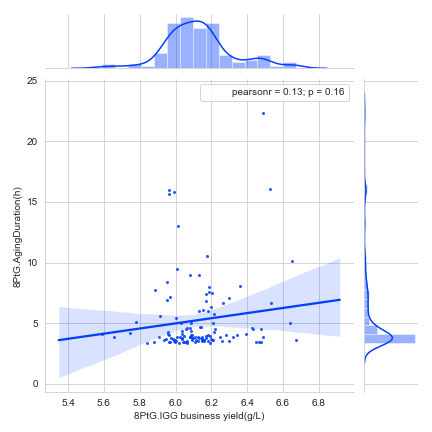 pearsonr = 0.13; p = 0.16
25
20
15
10
5
0
8PtG.AgingDuration(h)
5.4 5.6 5.8 6.0 6.2 6.4 6.6 6.8
8PtG.IGG business yield(g/L)